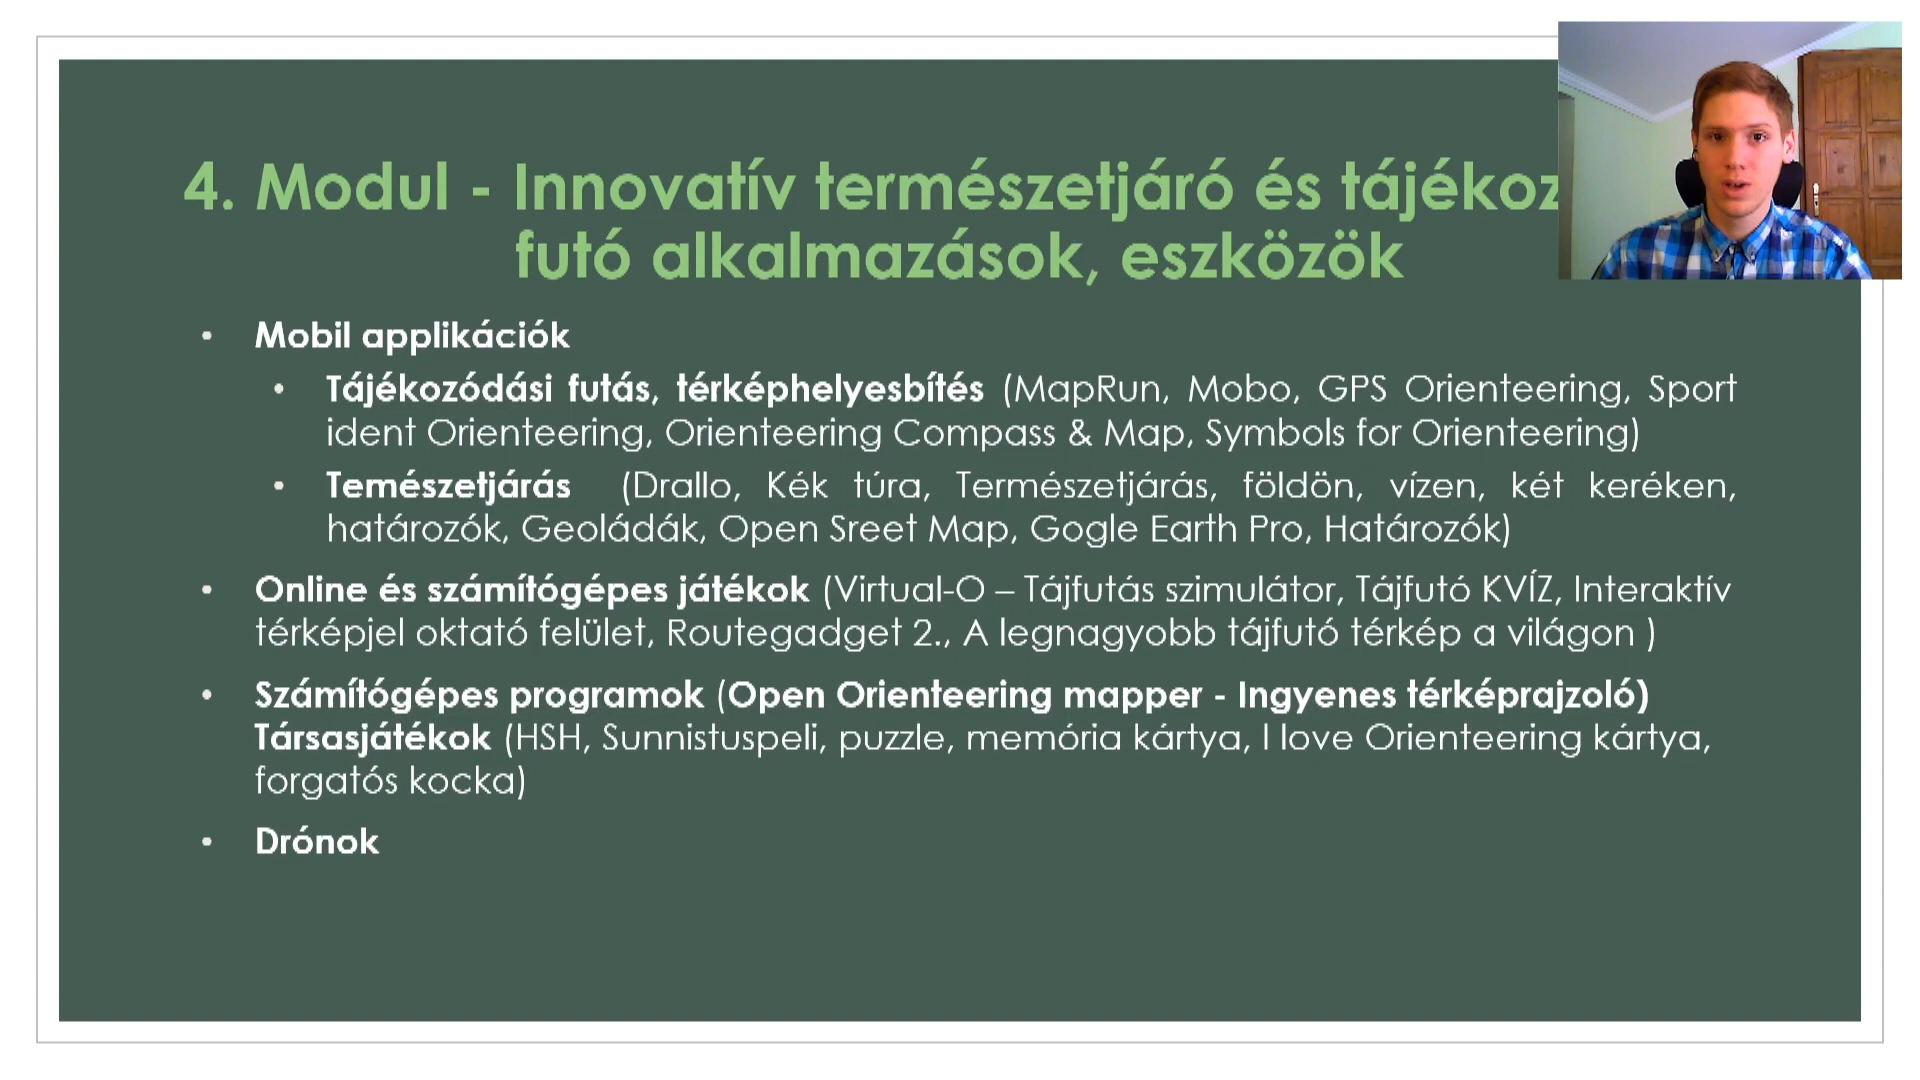 4. Modul - Innovatív természetjáró és tájékoz
futó alkalmazások, eszközök
• Mobil applikációk
• Tájékozódási futás, térképhelyesbítés (MapRun, Mobo, GPS Orienteering, Sport
ident Orienteering, Orienteering Compass & Map, Symbols for Orienteering)
• Temészetjárás (Drallo, Kék túra, Természetjárás, földön, vízen, két keréken,
határozók, Geoládák, Open Sreet Map, Gogle Earth Pro, Határozók)
• Online és számítógépes játékok (Virtual-O – Tájfutás szimulátor, Tájfutó KVÍZ, Interaktív
térképjel oktató felület, Routegadget 2., A legnagyobb tájfutó térkép a világon )
• Számítógépes programok (Open Orienteering mapper - Ingyenes térképrajzoló)
Társasjátékok (HSH, Sunnistuspeli, puzzle, memória kártya, I love Orienteering kártya,
forgatós kocka)
• Drónok